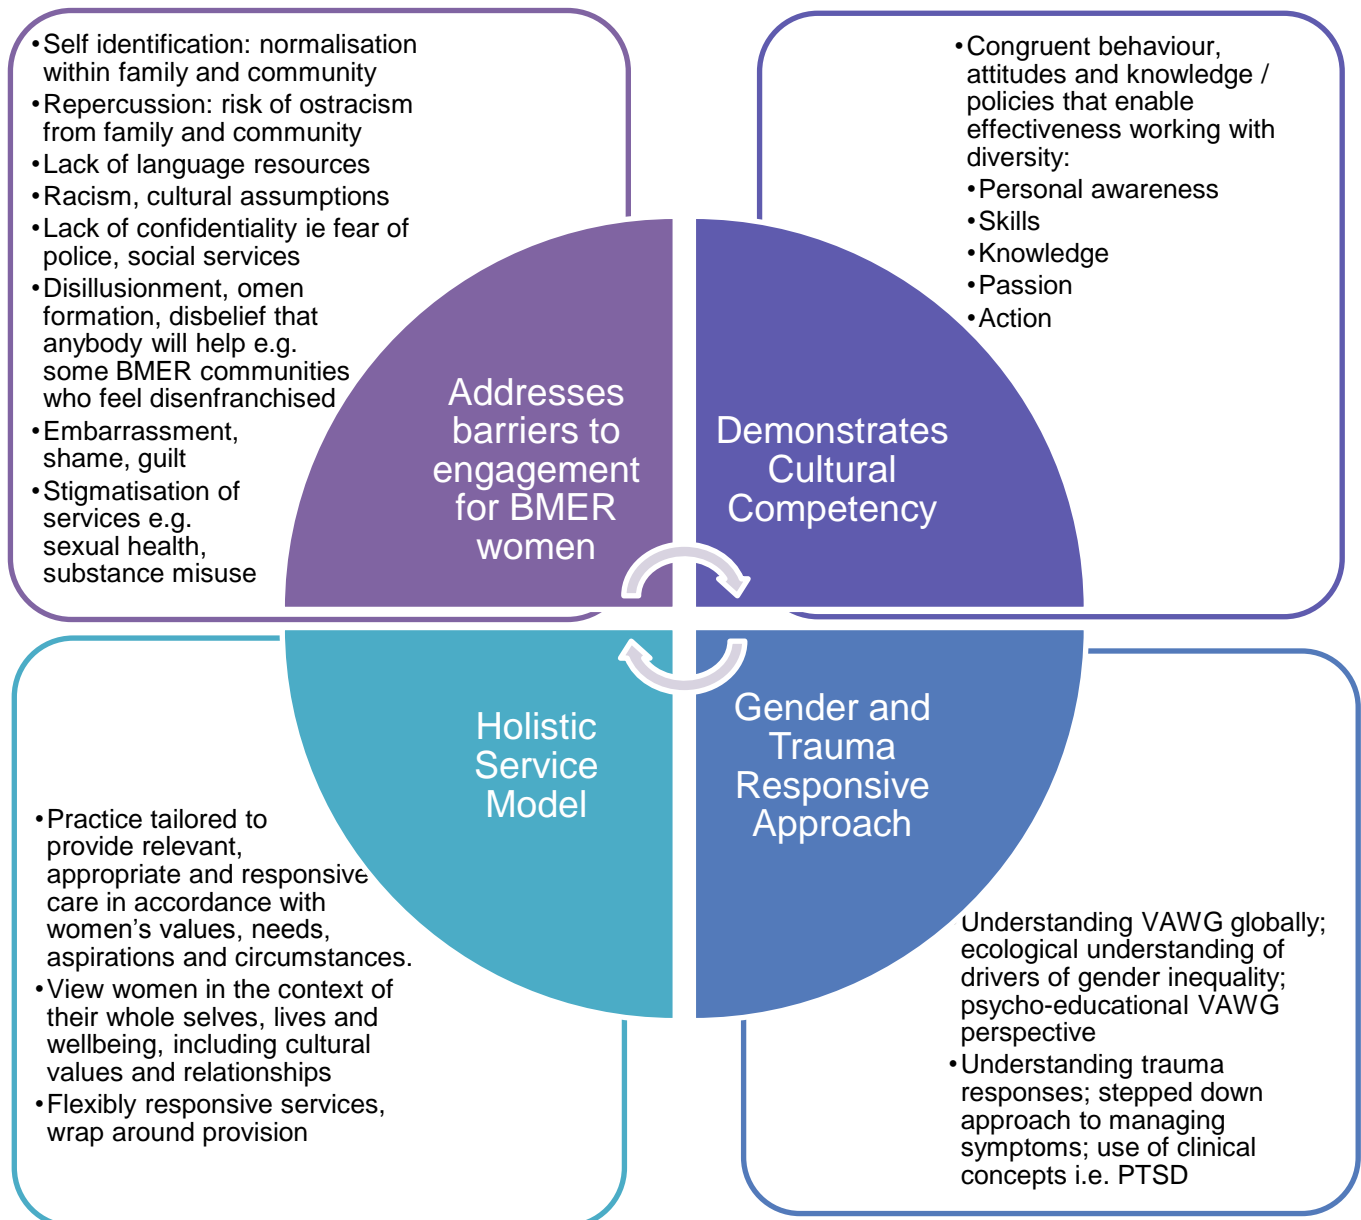 •Self identification: normalisation
within family and community
•Repercussion: risk of ostracism
from family and community
•Lack of language resources
•Racism, cultural assumptions
•Lack of confidentiality ie fear of
police, social services
•Disillusionment, omen
formation, disbelief that
anybody will help e.g.
some BMER communities
who feel disenfranchised
•Embarrassment,
shame, guilt
•Stigmatisation of
services e.g.
sexual health,
substance misuse
•Congruent behaviour,
attitudes and knowledge /
policies that enable
effectiveness working with
diversity:
•Personal awareness
•Skills
•Knowledge
•Passion
•Action
Addresses
barriers to
engagement
for BMER
women
Demonstrates
Cultural
Competency
Holistic
Service
Model
Gender and
Trauma
Responsive
Approach
•Practice tailored to
provide relevant,
appropriate and responsive
care in accordance with
women's values, needs,
aspirations and circumstances.
•View women in the context of
their whole selves, lives and
wellbeing, including cultural
values and relationships
•Flexibly responsive services,
wrap around provision
Understanding VAWG globally;
ecological understanding of
drivers of gender inequality;
psycho-educational VAWG
perspective
•Understanding trauma
responses; stepped down
approach to managing
symptoms; use of clinical
concepts i.e. PTSD